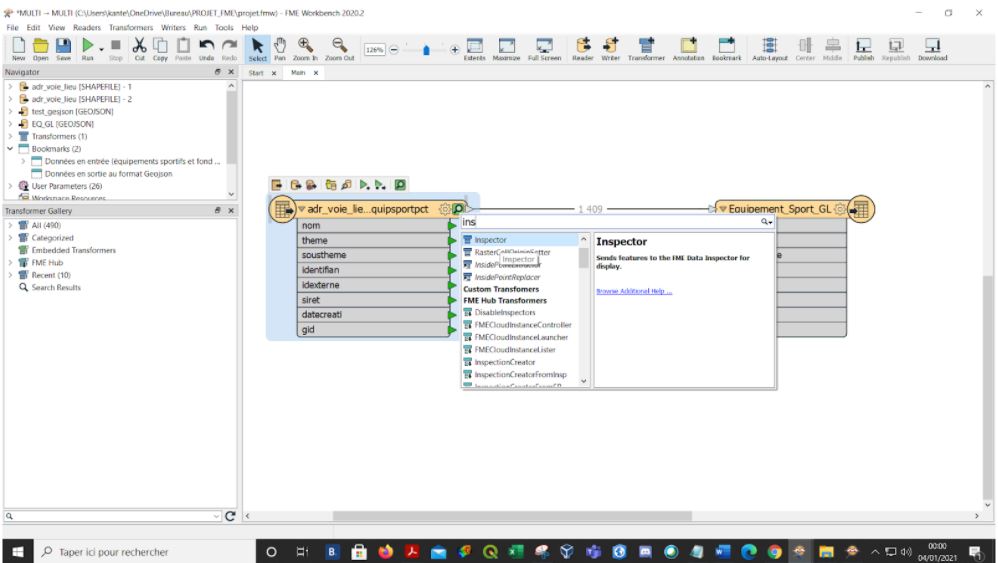 *MULTI → MULTI (C:\Users\kante\OneDrive\Bureau\PROJET_FME\projet.fmw) - FME Workbench 2020.2
File Edit View Readers Transformers Writers Run Tools Help
New Open Save Run Stop Cut Copy Paste Undo Redo Select Pan Zoom In Zoom Out 126% Extents Maximize Full Screen Reader Writer Transformer Annotation Bookmark Auto-Layout Center Middle Publish Republish Download
Navigator
Start Main
adr_voie_lieu [SHAPEFILE] - 1
adr_voie_lieu [SHAPEFILE] - 2
test_geojson [GEOJSON]
EQ_GL [GEOJSON]
Transformers (1)
Bookmarks (2)
Données en entrée (équipements sportifs et fond ...
Données en sortie au format Geojson
User Parameters (26)
Workspace Resources
Transformer Gallery
All (490)
Categorized
Embedded Transformers
FME Hub
Recent (10)
Search Results
adr_voie_lie...quipsportpct
1 409
Equipement_Sport_GL
nom
theme
soustheme
identifian
idexterne
siret
datecreati
gid
ins
Inspector
RasterCellOriginSetter
Inspector
InsidePointExtractor
InsidePointReplacer
Custom Transfomers
FME Hub Transformers
DisableInspectors
FMECloudInstanceController
FMECloudInstanceLauncher
FMECloudInstanceLister
InspectionCreator
InspectionCreatorFromInsp
Inspector
Sends features to the FME Data Inspector for
display.
Browse Additional Help ...
Taper ici pour rechercher
00:00
04/01/2021